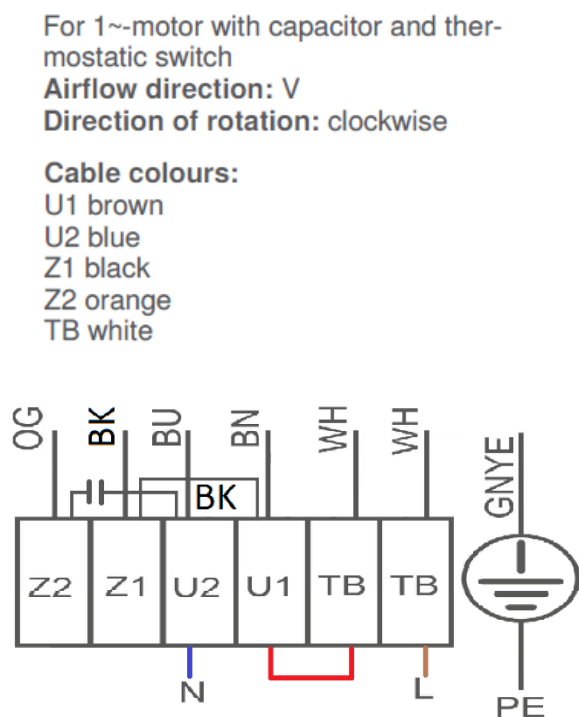 For 1~-motor with capacitor and ther-
mostatic switch
Airflow direction: V
Direction of rotation: clockwise
Cable colours:
U1 brown
U2 blue
Z1 black
Z2 orange
TB white
OG BK BU BN WH WH GNYE
BK
Z2 Z1 U2 U1 TB TB
N L PE